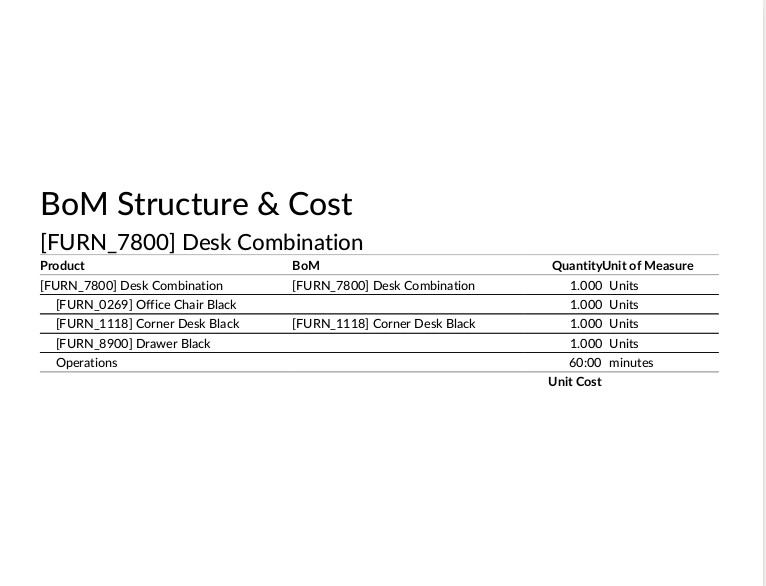 BoM Structure & Cost
[FURN_7800] Desk Combination
Product BoM Quantity Unit of Measure
[FURN_7800] Desk Combination [FURN_7800] Desk Combination 1.000 Units
[FURN_0269] Office Chair Black 1.000 Units
[FURN_1118] Corner Desk Black [FURN_1118] Corner Desk Black 1.000 Units
[FURN_8900] Drawer Black 1.000 Units
Operations 60:00 minutes
Unit Cost